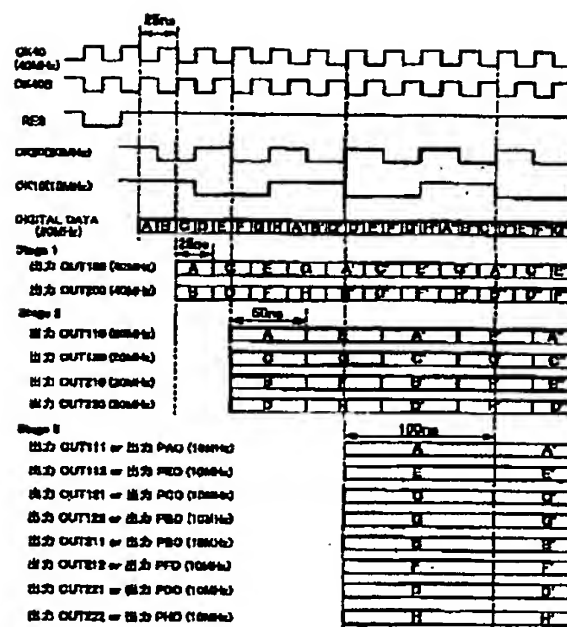 25ns
CK40
(40MHz)
CK40B
RES
CK20(20MHz)
CK10(10MHz)
DIGITAL DATA
(80MHz)
A B C D E F G H A' B' C' D' E' F' G' H'
Stage 1
25ns
出力 OUT100 (40MHz) A C E G A' C' E' G'
出力 OUT200 (40MHz) B D F H B' D' F' H'
Stage 2
50ns
出力 OUT110 (20MHz) A E A' E' A"
出力 OUT120 (20MHz) C G C' G' C"
出力 OUT210 (20MHz) B F B' F' B"
出力 OUT220 (20MHz) D H D' H' D"
Stage 3
100ns
出力 OUT111 or 出力 PAO (10MHz) A A'
出力 OUT112 or 出力 PEO (10MHz) E E'
出力 OUT121 or 出力 PCO (10MHz) C C'
出力 OUT122 or 出力 PGO (10MHz) G G'
出力 OUT211 or 出力 PBO (10MHz) B B'
出力 OUT212 or 出力 PFO (10MHz) F F'
出力 OUT221 or 出力 PDO (10MHz) D D'
出力 OUT222 or 出力 PHO (10MHz) H H'